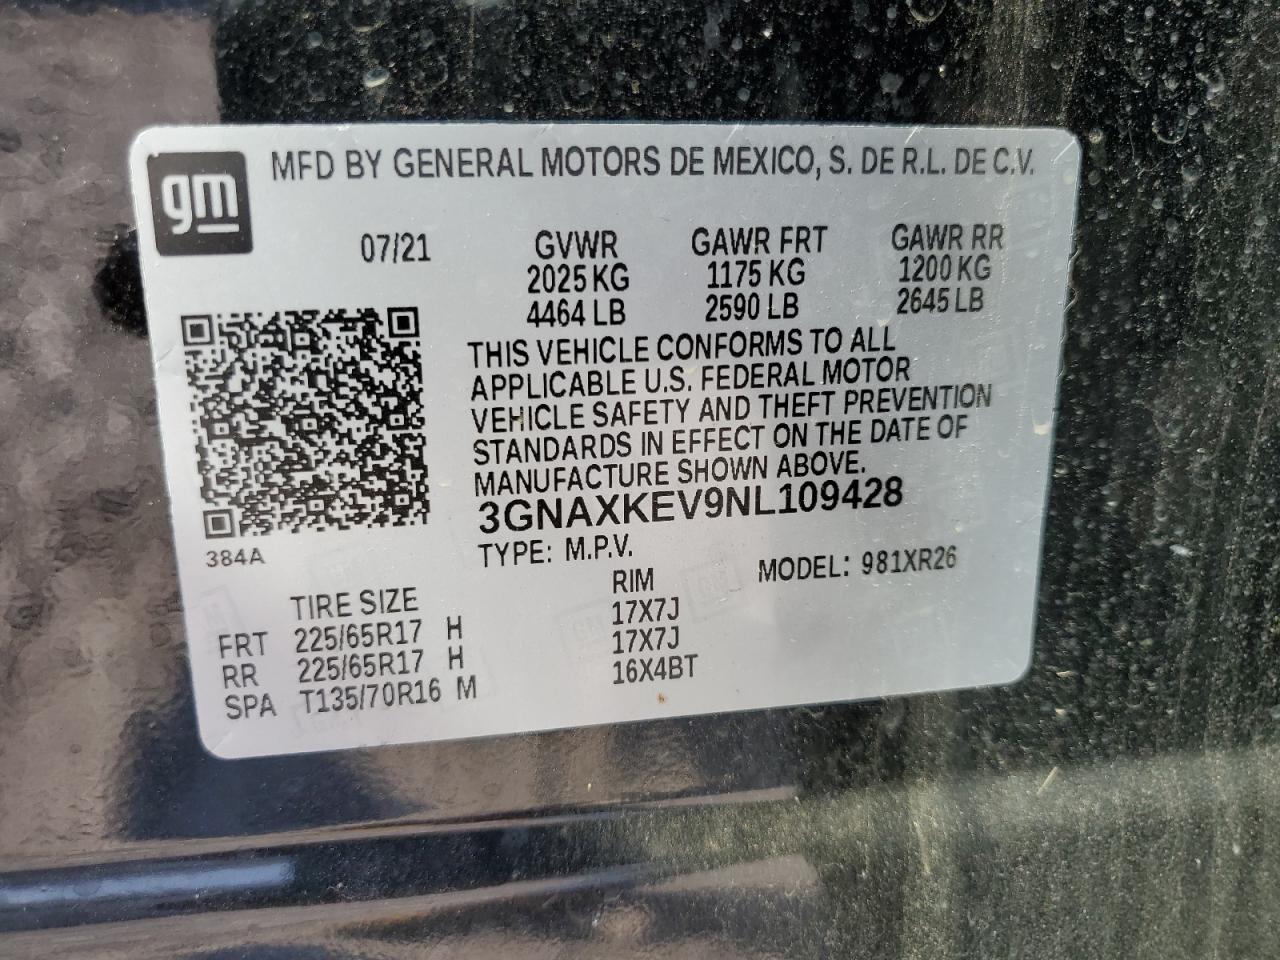 gm
MFD BY GENERAL MOTORS DE MEXICO, S. DE R.L. DE C.V.
07/21 GVWR GAWR FRT GAWR RR
2025 KG 1175 KG 1200 KG
4464 LB 2590 LB 2645 LB
THIS VEHICLE CONFORMS TO ALL
APPLICABLE U.S. FEDERAL MOTOR
VEHICLE SAFETY AND THEFT PREVENTION
STANDARDS IN EFFECT ON THE DATE OF
MANUFACTURE SHOWN ABOVE.
3GNAXKEV9NL109428
384A
TYPE: M.P.V. MODEL: 981XR26
TIRE SIZE RIM
FRT 225/65R17 H 17X7J
RR 225/65R17 H 17X7J
SPA T135/70R16 M 16X4BT